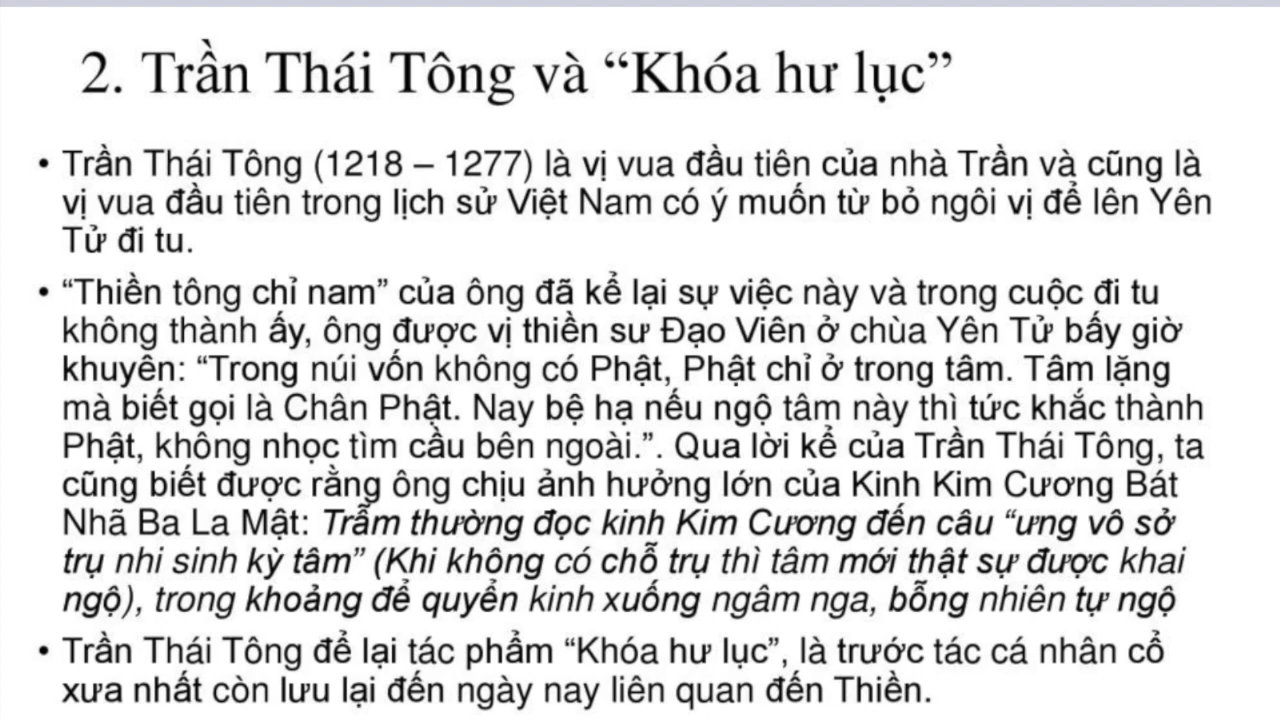 2. Trần Thái Tông và “Khóa hư lục”
• Trần Thái Tông (1218 – 1277) là vị vua đầu tiên của nhà Trần và cũng là
vị vua đầu tiên trong lịch sử Việt Nam có ý muốn từ bỏ ngôi vị để lên Yên
Tử đi tu.
• “Thiền tông chỉ nam” của ông đã kể lại sự việc này và trong cuộc đi tu
không thành ấy, ông được vị thiền sư Đạo Viên ở chùa Yên Tử bấy giờ
khuyên: “Trong núi vốn không có Phật, Phật chỉ ở trong tâm. Tâm lặng
mà biết gọi là Chân Phật. Nay bệ hạ nếu ngộ tâm này thì tức khắc thành
Phật, không nhọc tìm cầu bên ngoài.”. Qua lời kể của Trần Thái Tông, ta
cũng biết được rằng ông chịu ảnh hưởng lớn của Kinh Kim Cương Bát
Nhã Ba La Mật: Trẫm thường đọc kinh Kim Cương đến câu “ưng vô sở
trụ nhi sinh kỳ tâm” (Khi không có chỗ trụ thì tâm mới thật sự được khai
ngộ), trong khoảng để quyển kinh xuống ngâm nga, bỗng nhiên tự ngộ
• Trần Thái Tông để lại tác phẩm “Khóa hư lục”, là trước tác cá nhân cổ
xưa nhất còn lưu lại đến ngày nay liên quan đến Thiền.